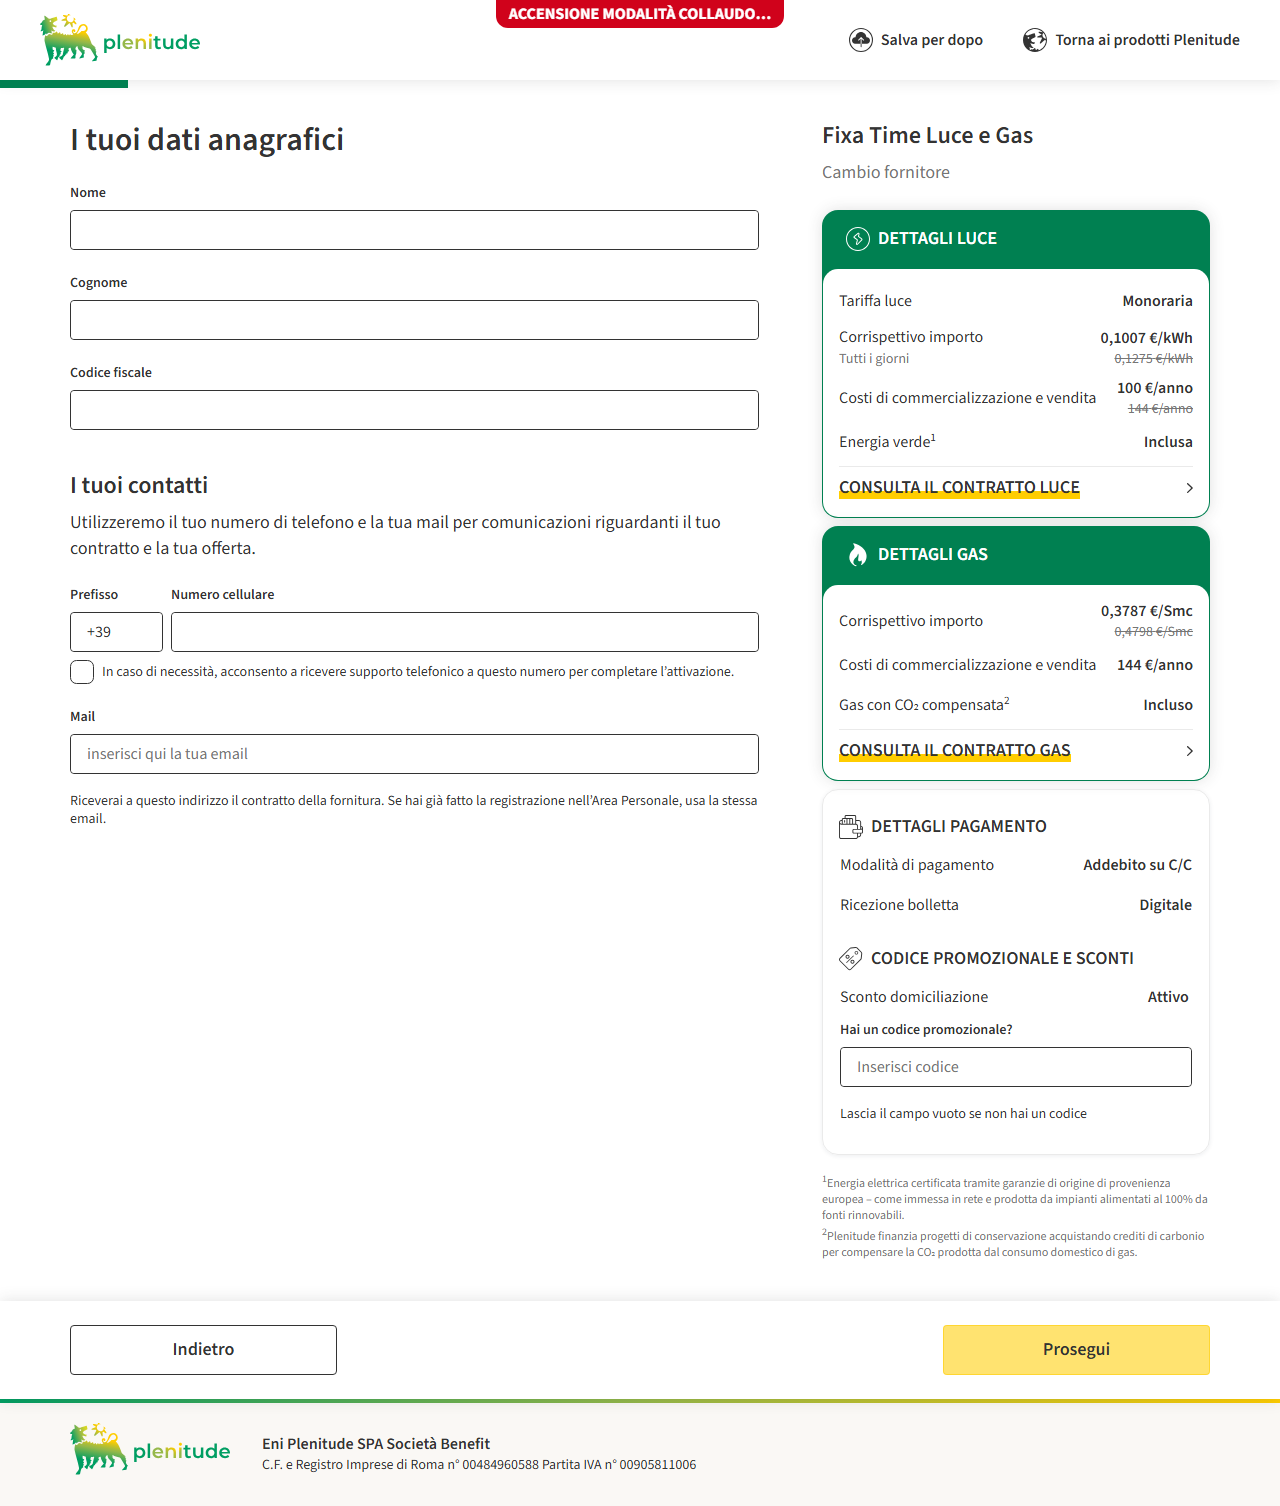 ACCENSIONE MODALITÀ COLLAUDO...
plenitude
Salva per dopo
Torna ai prodotti Plenitude
I tuoi dati anagrafici
Nome
Cognome
Codice fiscale
I tuoi contatti
Utilizzeremo il tuo numero di telefono e la tua mail per comunicazioni riguardanti il tuo
contratto e la tua offerta.
Prefisso
Numero cellulare
+39
In caso di necessità, acconsento a ricevere supporto telefonico a questo numero per completare l'attivazione.
Mail
inserisci qui la tua email
Riceverai a questo indirizzo il contratto della fornitura. Se hai già fatto la registrazione nell'Area Personale, usa la stessa
email.
Fixa Time Luce e Gas
Cambio fornitore
DETTAGLI LUCE
Tariffa luce Monoraria
Corrispettivo importo 0,1007 €/kWh
Tutti i giorni 0,1275 €/kWh
Costi di commercializzazione e vendita 100 €/anno
144 €/anno
Energia verde¹ Inclusa
CONSULTA IL CONTRATTO LUCE
DETTAGLI GAS
Corrispettivo importo 0,3787 €/Smc
0,4798 €/Smc
Costi di commercializzazione e vendita 144 €/anno
Gas con CO₂ compensata² Incluso
CONSULTA IL CONTRATTO GAS
DETTAGLI PAGAMENTO
Modalità di pagamento Addebito su C/C
Ricezione bolletta Digitale
CODICE PROMOZIONALE E SCONTI
Sconto domiciliazione Attivo
Hai un codice promozionale?
Inserisci codice
Lascia il campo vuoto se non hai un codice
¹Energia elettrica certificata tramite garanzie di origine di provenienza
europea – come immessa in rete e prodotta da impianti alimentati al 100% da
fonti rinnovabili.
²Plenitude finanzia progetti di conservazione acquistando crediti di carbonio
per compensare la CO₂ prodotta dal consumo domestico di gas.
Indietro
Prosegui
plenitude
Eni Plenitude SPA Società Benefit
C.F. e Registro Imprese di Roma n° 00484960588 Partita IVA n° 00905811006